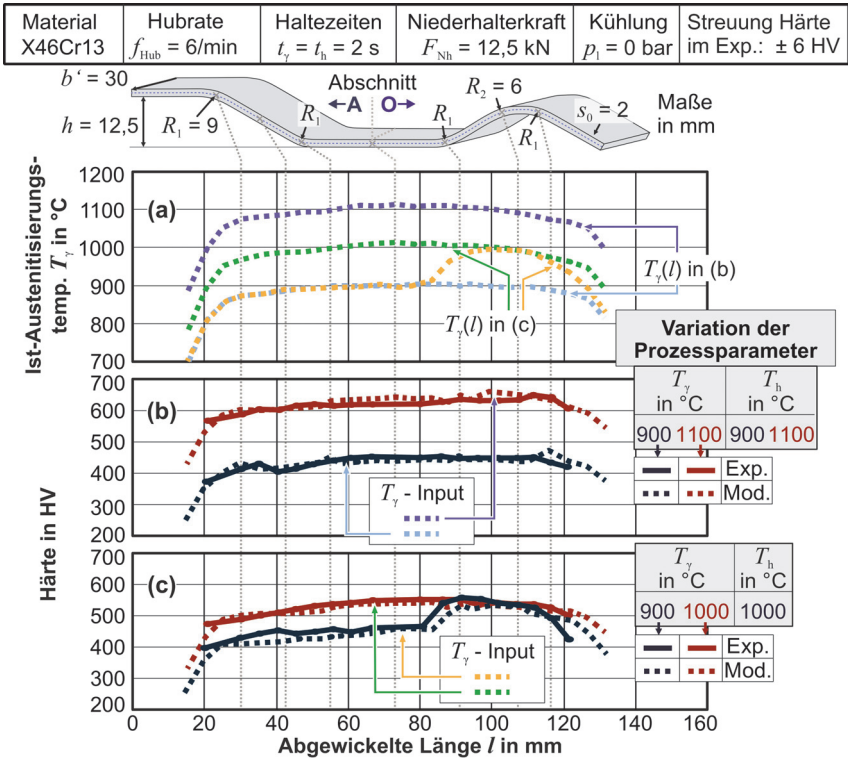 Material Hubrate Haltezeiten Niederhalterkraft Kühlung Streuung Härte
X46Cr13 f_Hub = 6/min t_γ = t_h = 2 s F_Nh = 12,5 kN p_l = 0 bar im Exp.: ± 6 HV
b‘ = 30
Abschnitt
A O
R_2 = 6
s_0 = 2
Maße
in mm
h = 12,5
R_1 = 9
R_1
R_1
R_1
Ist-Austenitisierungs-
temp. T_γ in °C
1200
1100
1000
900
800
700
(a)
T_γ(l) in (b)
T_γ(l) in (c)
Variation der
Prozessparameter
Härte in HV
700
600
500
400
300
200
(b)
T_γ - Input
T_γ T_h
in °C in °C
900 1100 900 1100
Exp.
Mod.
700
600
500
400
300
200
(c)
T_γ - Input
T_γ T_h
in °C in °C
900 1000 1000
Exp.
Mod.
0 20 40 60 80 100 120 140 160
Abgewickelte Länge l in mm